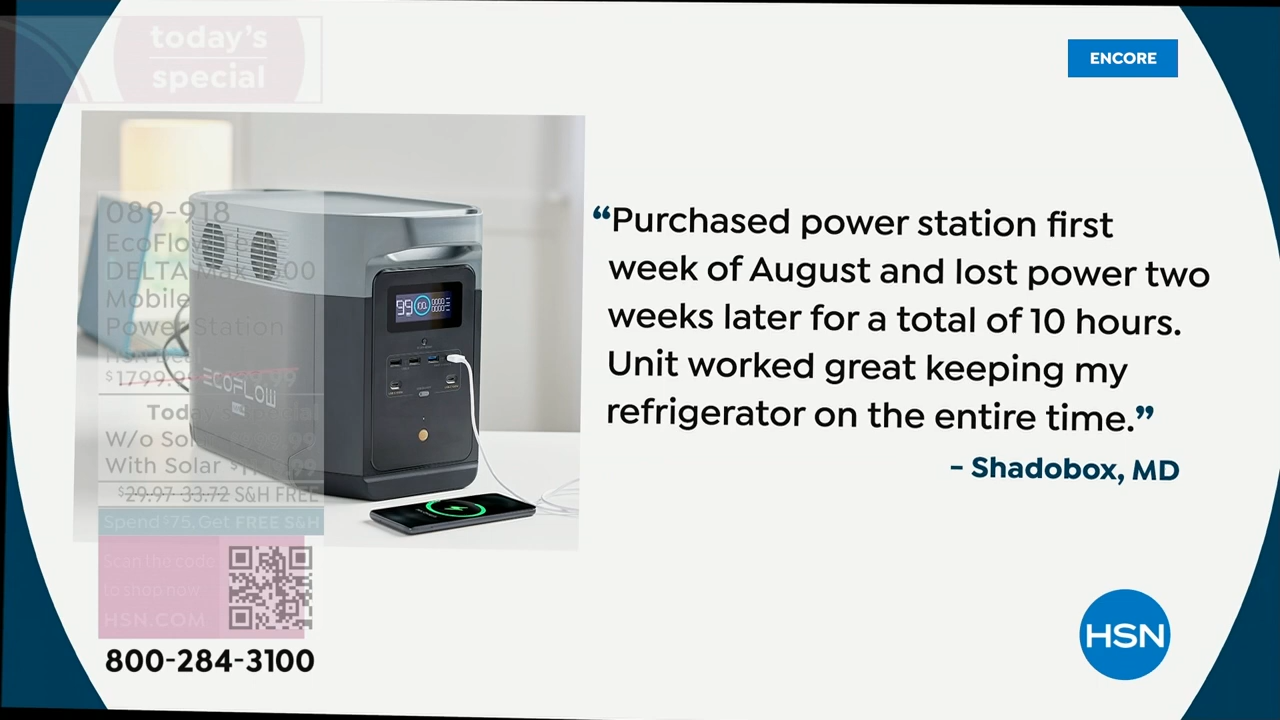 today's
special
ENCORE
089-918
EcoFlow Tech
DELTA Max 1600
Mobile
Power Station
$1799.
Today's Special
W/o Solar
With Solar
$29.97-33.72 S&H FREE
Spend $75, Get FREE S&H
Scan the code
to shop now
HSN.COM
800-284-3100
ECOFLOW
“Purchased power station first
week of August and lost power two
weeks later for a total of 10 hours.
Unit worked great keeping my
refrigerator on the entire time.”
– Shadobox, MD
HSN